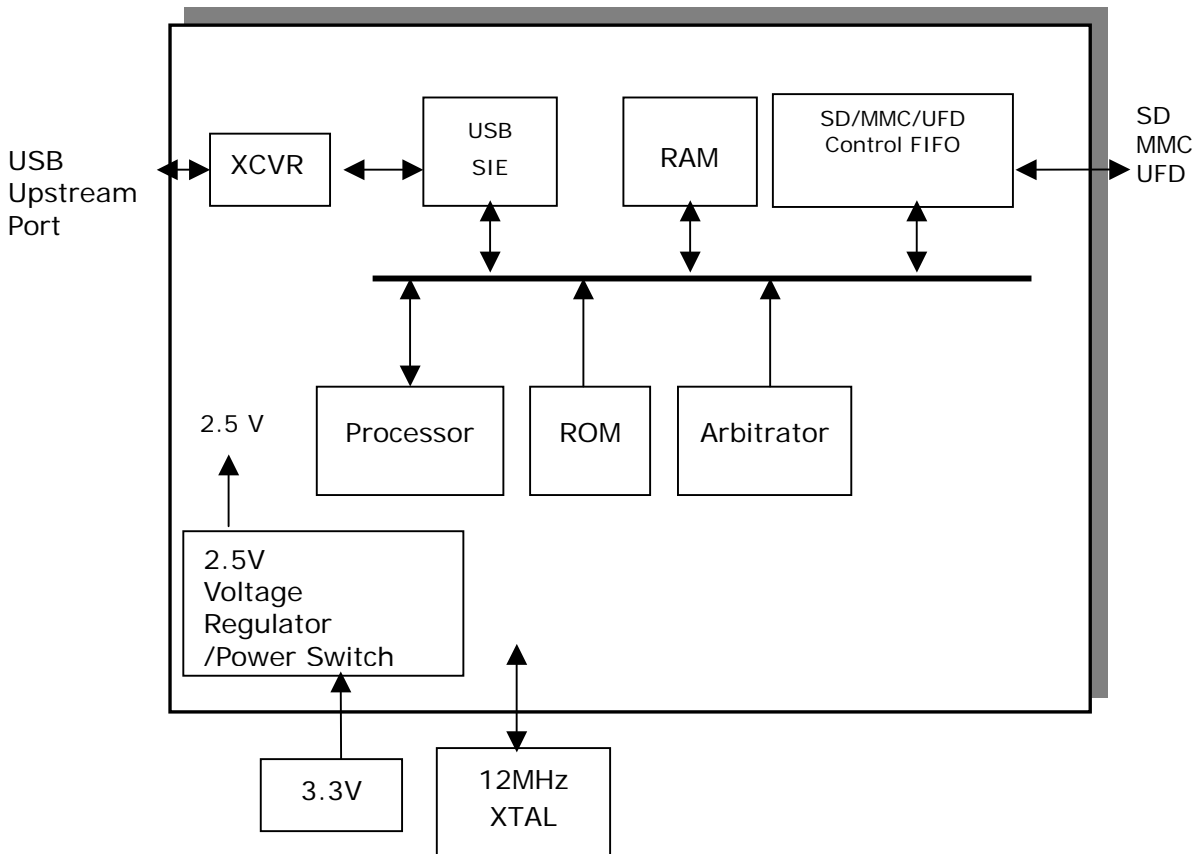 USB
Upstream
Port
XCVR
USB
SIE
RAM
SD/MMC/UFD
Control FIFO
SD
MMC
UFD
Processor
ROM
Arbitrator
2.5 V
2.5V
Voltage
Regulator
/Power Switch
3.3V
12MHz
XTAL